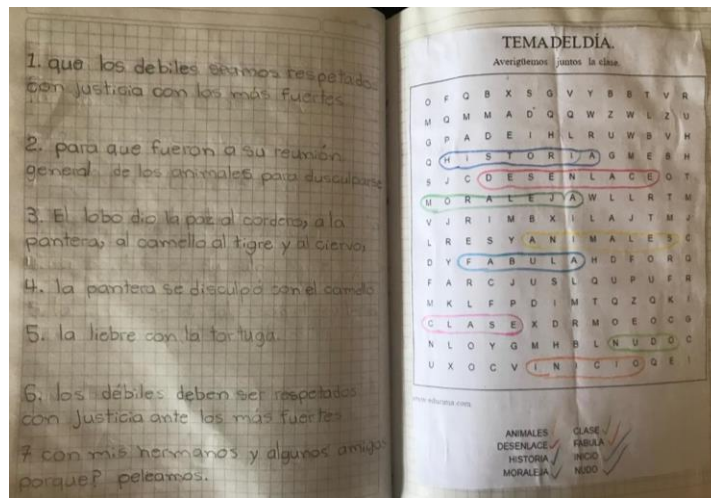 1. que los debiles seamos respetado
con justicia con los más fuertes
2. para que fueron a su reunión
general de los animales para dusculparse
3. El lobo dio la paz al cordero, a la
pantera, al camello al tigre y al ciervo,
4. la pantera se disculpó con el camello
5. la liebre con la tortuga
6. los débiles deben ser respetados
con justicia ante los más fuertes
7 con mis hermanos y algunos amigos
porque? peleamos.
TEMA DEL DÍA.
Averigüemos juntos la clase.
O F Q B X S G V Y B B T V R
M Q M M A D Q Q W Z W L Z U
G P A D E I H L R U W B V H
Q H I S T O R I A G M E B H
S J C D E S E N L A C E O T
M O R A L E J A W L L R T M
V J R I M B X I L A J T M J
L R E S Y A N I M A L E S C
D Y F A B U L A H D F O R G
F A R C J U S L Q U P U F R
M K L F P D I M T Q Z Q K F
C L A S E X D R M O E O C G
N L O Y G M H B L N U D O C
U X O C V I N I C I O Q E I
www.educima.com
ANIMALES CLASE
DESENLACE FABULA
HISTORIA INICIO
MORALEJA NUDO